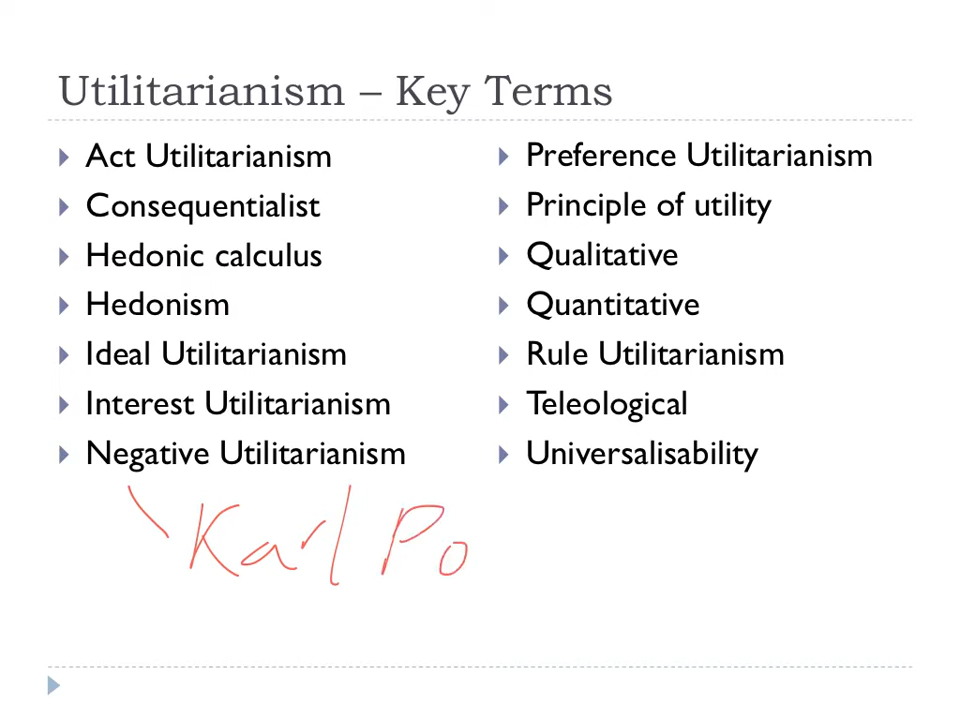 Utilitarianism – Key Terms
Act Utilitarianism
Consequentialist
Hedonic calculus
Hedonism
Ideal Utilitarianism
Interest Utilitarianism
Negative Utilitarianism
Preference Utilitarianism
Principle of utility
Qualitative
Quantitative
Rule Utilitarianism
Teleological
Universalisability
Karl Po